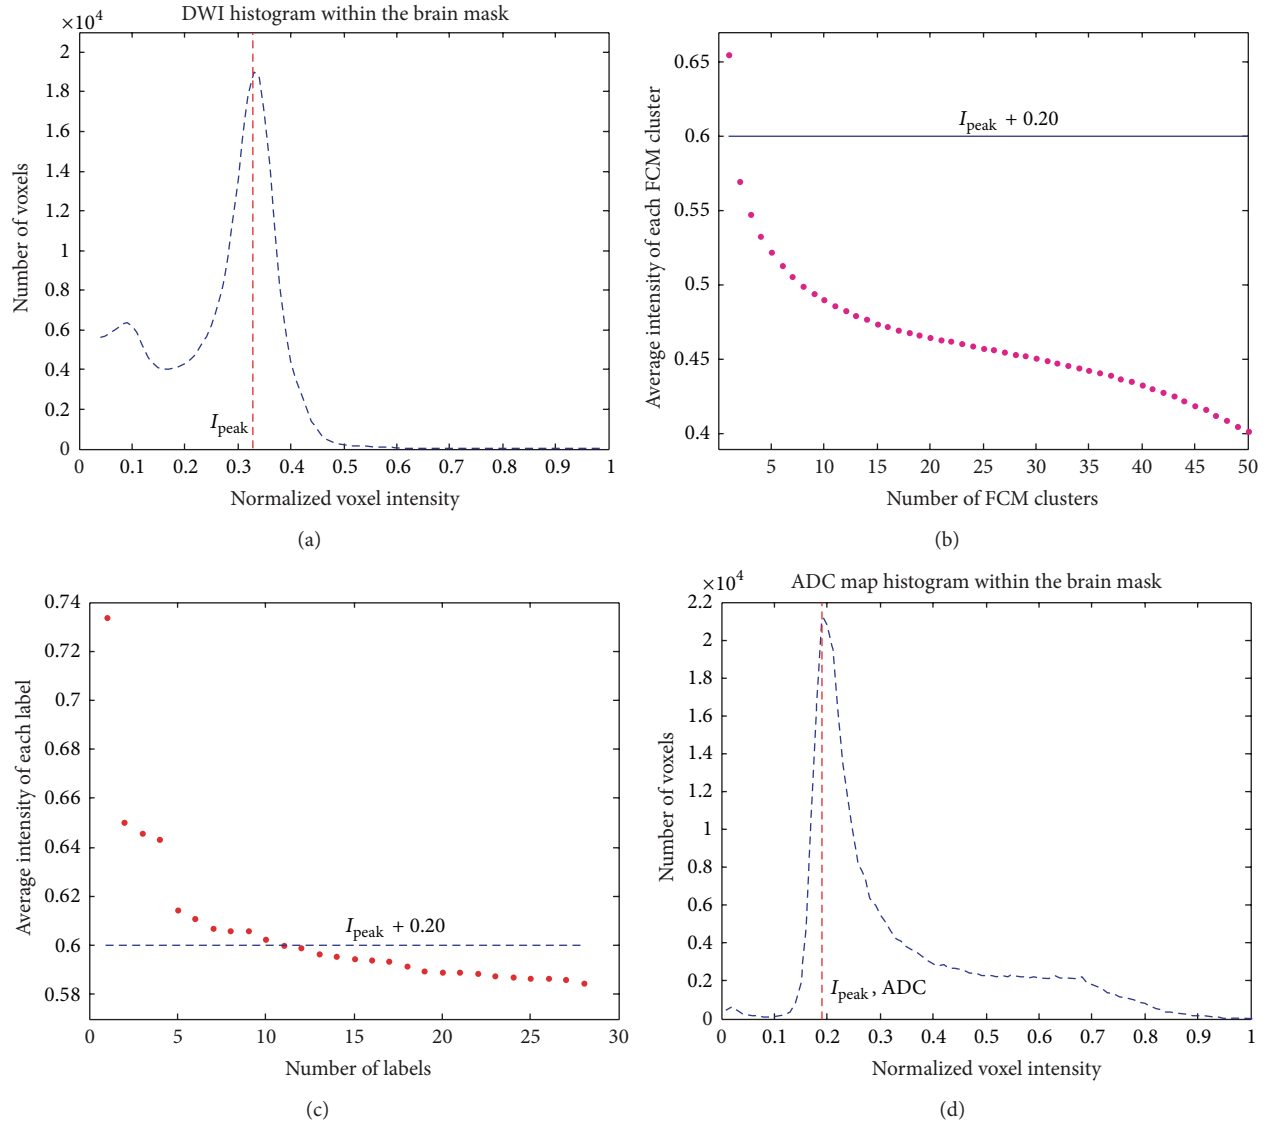 DWI histogram within the brain mask
×10⁴
2
1.8
1.6
1.4
1.2
1
0.8
0.6
0.4
0.2
0
Number of voxels
I_peak
0 0.1 0.2 0.3 0.4 0.5 0.6 0.7 0.8 0.9 1
Normalized voxel intensity
(a)
0.65
0.6
0.55
0.5
0.45
0.4
Average intensity of each FCM cluster
I_peak + 0.20
5 10 15 20 25 30 35 40 45 50
Number of FCM clusters
(b)
0.74
0.72
0.7
0.68
0.66
0.64
0.62
0.6
0.58
Average intensity of each label
I_peak + 0.20
0 5 10 15 20 25 30
Number of labels
(c)
ADC map histogram within the brain mask
×10⁴
2.2
2
1.8
1.6
1.4
1.2
1
0.8
0.6
0.4
0.2
0
Number of voxels
I_peak, ADC
0 0.1 0.2 0.3 0.4 0.5 0.6 0.7 0.8 0.9 1
Normalized voxel intensity
(d)